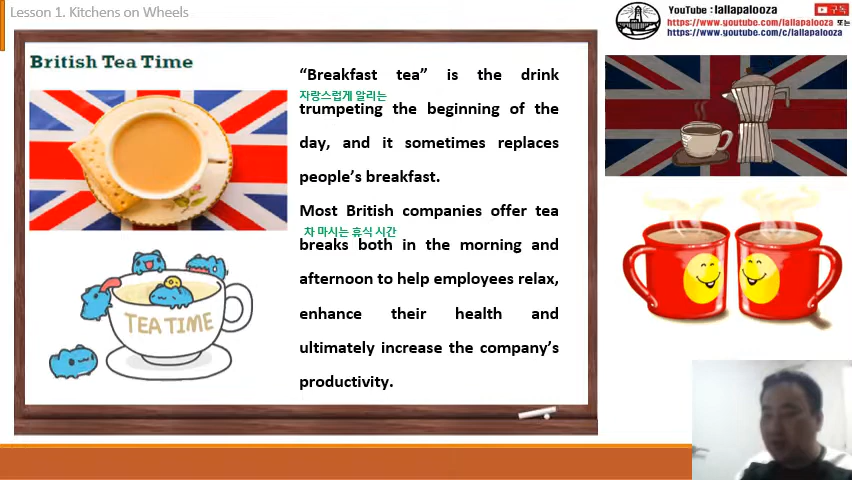 Lesson 1. Kitchens on Wheels
YouTube : lallapalooza
구독
https://www.youtube.com/lallapalooza 또는
https://www.youtube.com/c/lallapalooza
British Tea Time
“Breakfast tea” is the drink
자랑스럽게 알리는
trumpeting the beginning of the
day, and it sometimes replaces
people’s breakfast.
Most British companies offer tea
차 마시는 휴식 시간
breaks both in the morning and
afternoon to help employees relax,
enhance their health and
ultimately increase the company’s
productivity.
TEA TIME